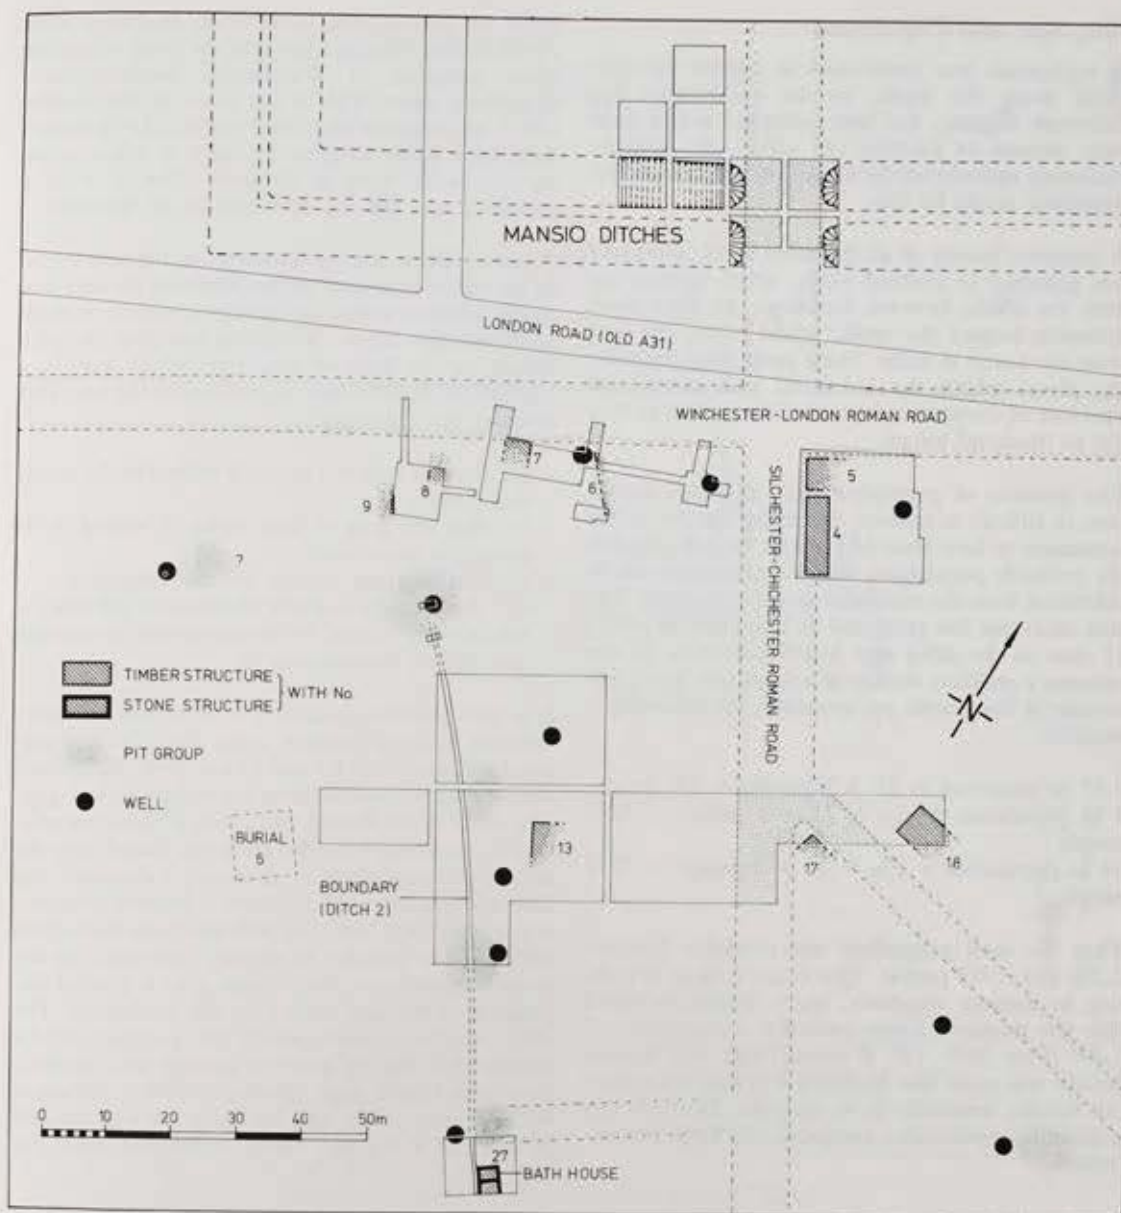 MANSIO DITCHES
LONDON ROAD (OLD A31)
WINCHESTER-LONDON ROMAN ROAD
SILCHESTER-CHICHESTER ROMAN ROAD
5
4
7
6
8
9
?
N
TIMBER STRUCTURE
STONE STRUCTURE
WITH No.
PIT GROUP
WELL
BURIAL
6
BOUNDARY
(DITCH 2)
13
17
18
0 10 20 30 40 50m
27
BATH HOUSE